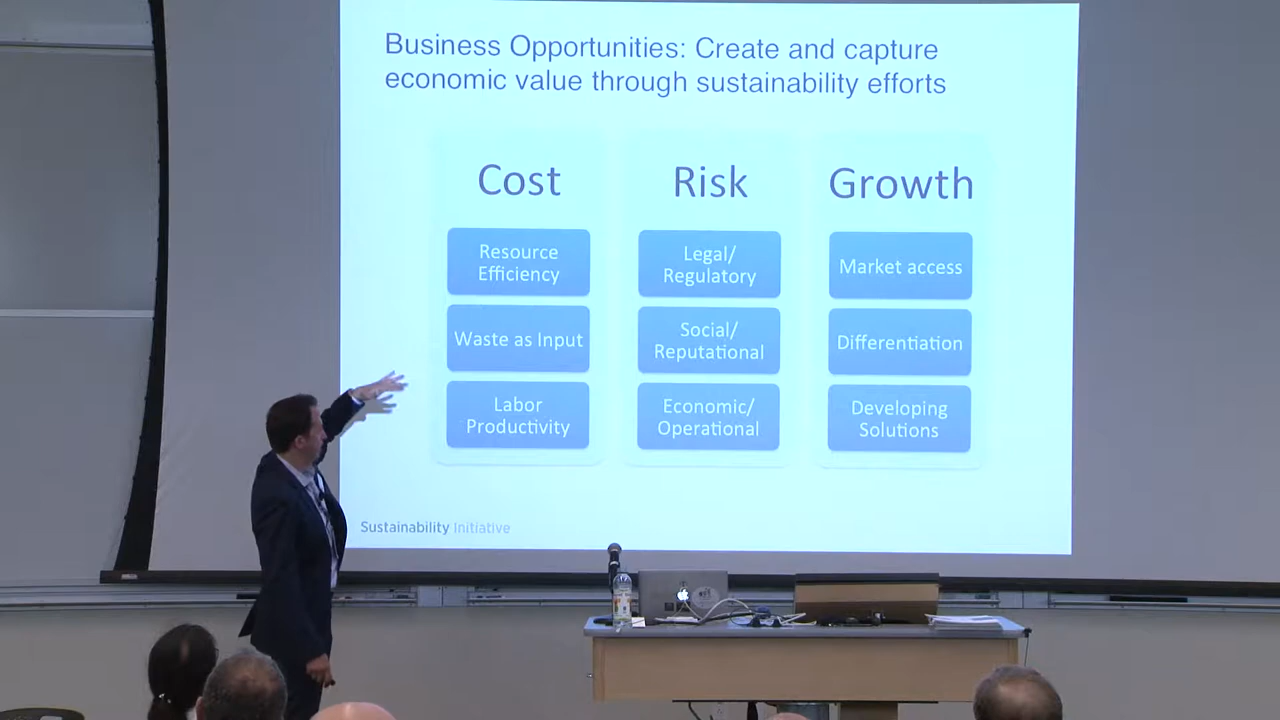 Business Opportunities: Create and capture
economic value through sustainability efforts
Cost
Resource
Efficiency
Waste as Input
Labor
Productivity
Risk
Legal/
Regulatory
Social/
Reputational
Economic/
Operational
Growth
Market access
Differentiation
Developing
Solutions
Sustainability Initiative